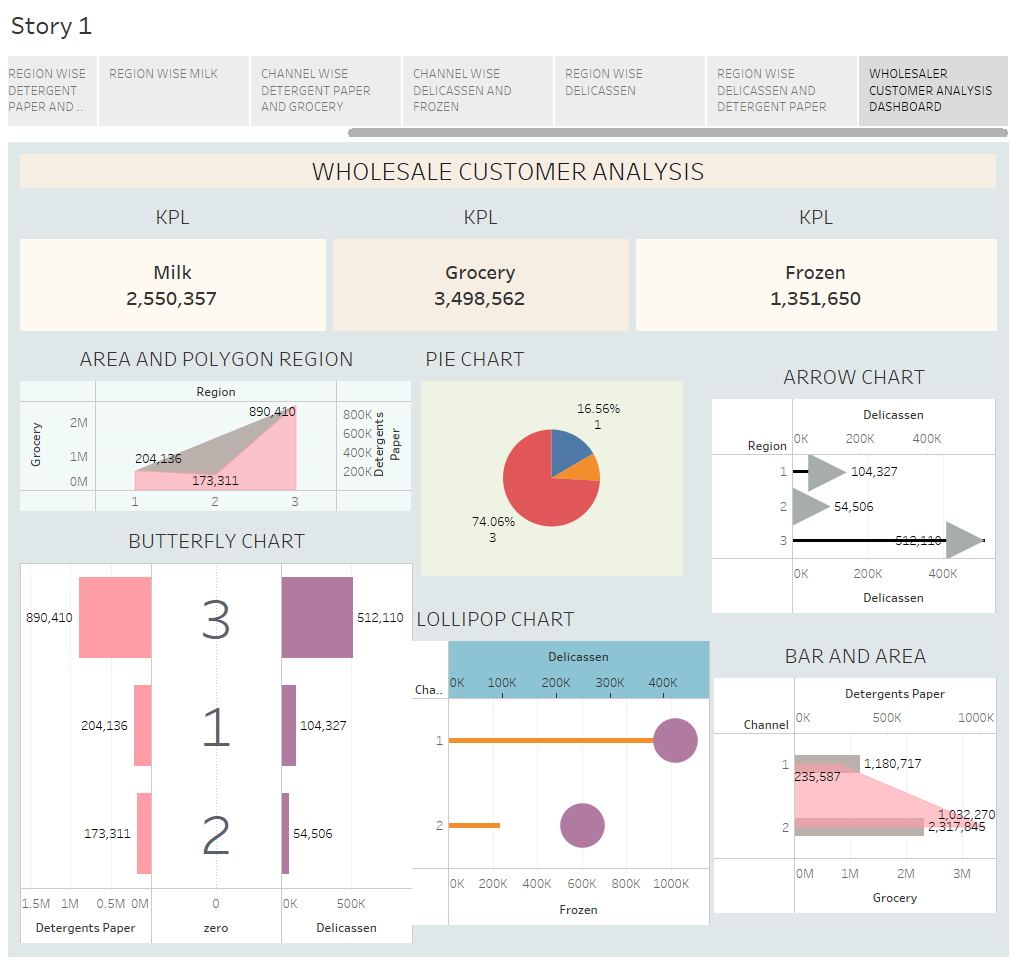 Story 1
REGION WISE
DETERGENT
PAPER AND ..
REGION WISE MILK
CHANNEL WISE
DETERGENT PAPER
AND GROCERY
CHANNEL WISE
DELICASSEN AND
FROZEN
REGION WISE
DELICASSEN
REGION WISE
DELICASSEN AND
DETERGENT PAPER
WHOLESALER
CUSTOMER ANALYSIS
DASHBOARD
WHOLESALE CUSTOMER ANALYSIS
KPL
KPL
KPL
Milk
2,550,357
Grocery
3,498,562
Frozen
1,351,650
AREA AND POLYGON REGION
Region
Grocery
2M
1M
0M
890,410
204,136
173,311
800K
600K
400K
200K
Detergents
Paper
1 2 3
PIE CHART
16.56%
1
74.06%
3
ARROW CHART
Delicassen
Region
0K 200K 400K
1 104,327
2 54,506
3 512,110
0K 200K 400K
Delicassen
BUTTERFLY CHART
890,410 3 512,110
204,136 1 104,327
173,311 2 54,506
1.5M 1M 0.5M 0M 0 0K 500K
Detergents Paper zero Delicassen
LOLLIPOP CHART
Delicassen
Cha..
0K 100K 200K 300K 400K
1
2
0K 200K 400K 600K 800K 1000K
Frozen
BAR AND AREA
Detergents Paper
Channel
0K 500K 1000K
1 1,180,717
235,587
1,032,270
2 2,317,845
0M 1M 2M 3M
Grocery